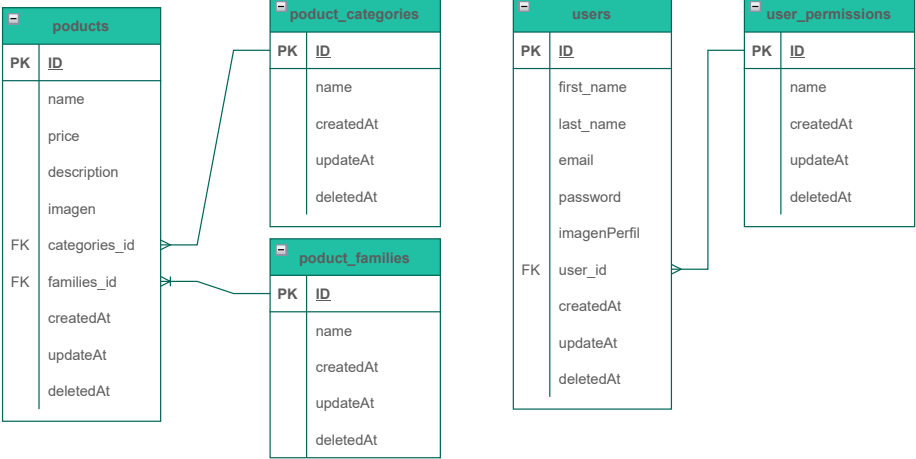 poducts
PK ID
name
price
description
imagen
FK categories_id
FK families_id
createdAt
updateAt
deletedAt
poduct_categories
PK ID
name
createdAt
updateAt
deletedAt
poduct_families
PK ID
name
createdAt
updateAt
deletedAt
users
PK ID
first_name
last_name
email
password
imagenPerfil
FK user_id
createdAt
updateAt
deletedAt
user_permissions
PK ID
name
createdAt
updateAt
deletedAt